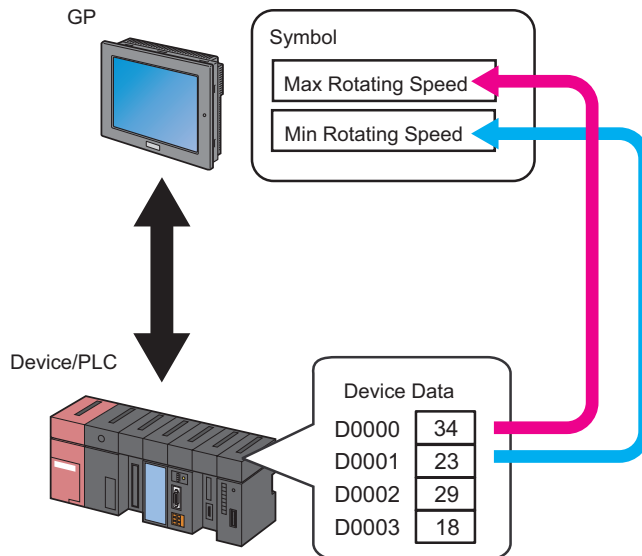 GP
Symbol
Max Rotating Speed
Min Rotating Speed
Device/PLC
Device Data
D0000 34
D0001 23
D0002 29
D0003 18